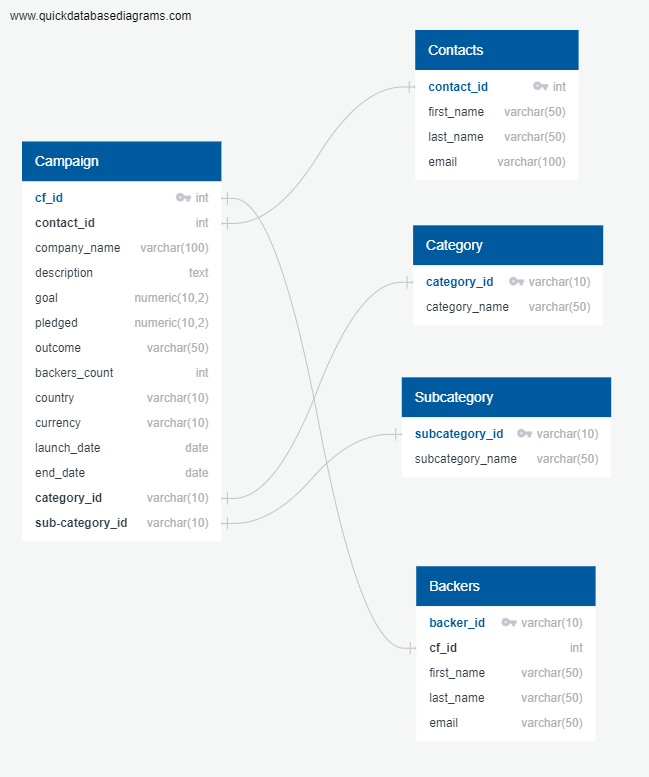 www.quickdatabasediagrams.com
Contacts
contact_id int
first_name varchar(50)
last_name varchar(50)
email varchar(100)
Campaign
cf_id int
contact_id int
company_name varchar(100)
description text
goal numeric(10,2)
pledged numeric(10,2)
outcome varchar(50)
backers_count int
country varchar(10)
currency varchar(10)
launch_date date
end_date date
category_id varchar(10)
sub-category_id varchar(10)
Category
category_id varchar(10)
category_name varchar(50)
Subcategory
subcategory_id varchar(10)
subcategory_name varchar(50)
Backers
backer_id varchar(10)
cf_id int
first_name varchar(50)
last_name varchar(50)
email varchar(50)